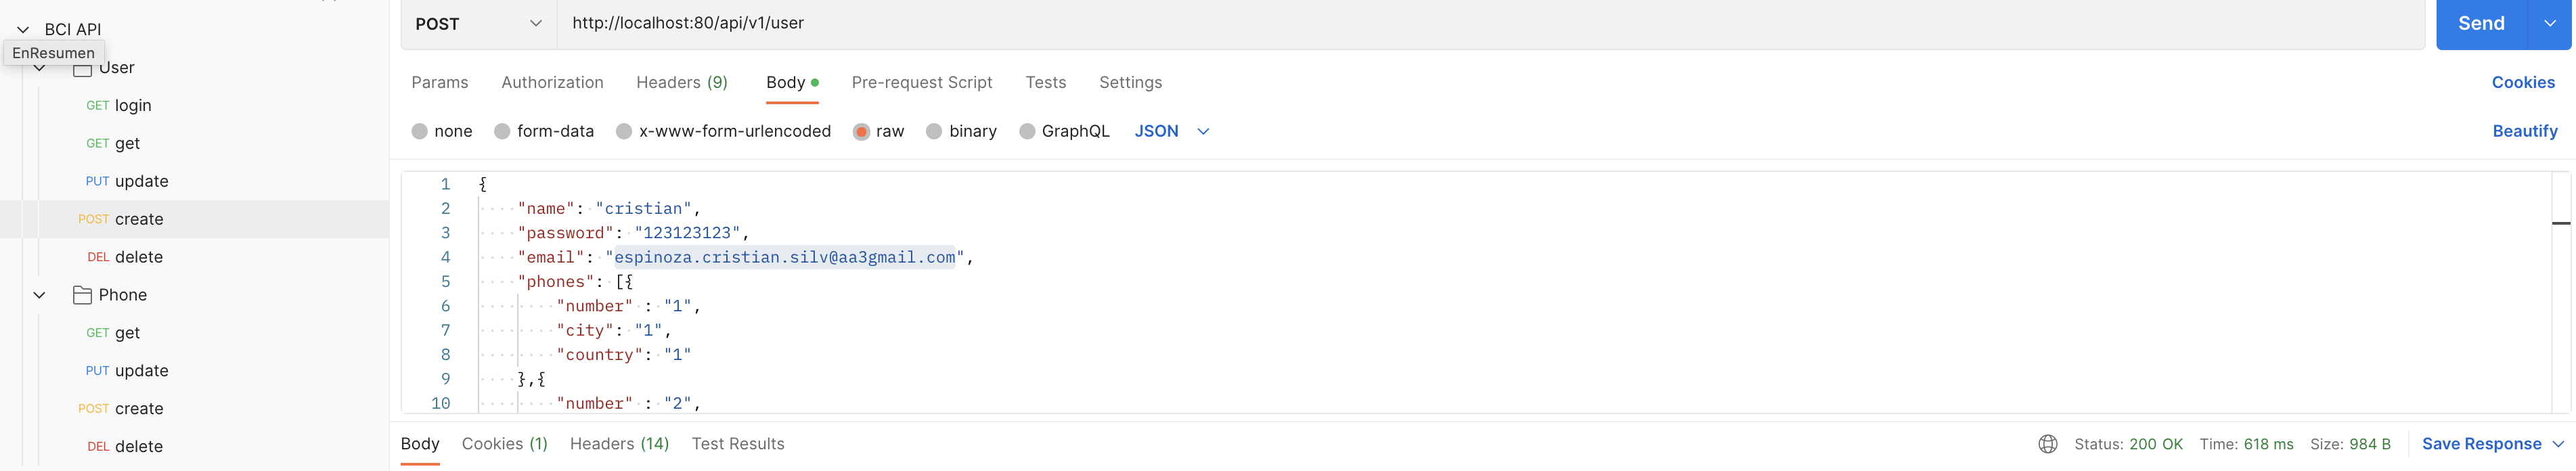 BCI API
EnResumen
User
GET login
GET get
PUT update
POST create
DEL delete
Phone
GET get
PUT update
POST create
DEL delete
POST http://localhost:80/api/v1/user Send
Params Authorization Headers (9) Body Pre-request Script Tests Settings Cookies
none form-data x-www-form-urlencoded raw binary GraphQL JSON Beautify
1 {
2 "name": "cristian",
3 "password": "123123123",
4 "email": "espinoza.cristian.silv@aa3gmail.com",
5 "phones": [{
6 "number" : "1",
7 "city": "1",
8 "country": "1"
9 },{
10 "number" : "2",
Body Cookies (1) Headers (14) Test Results Status: 200 OK Time: 618 ms Size: 984 B Save Response